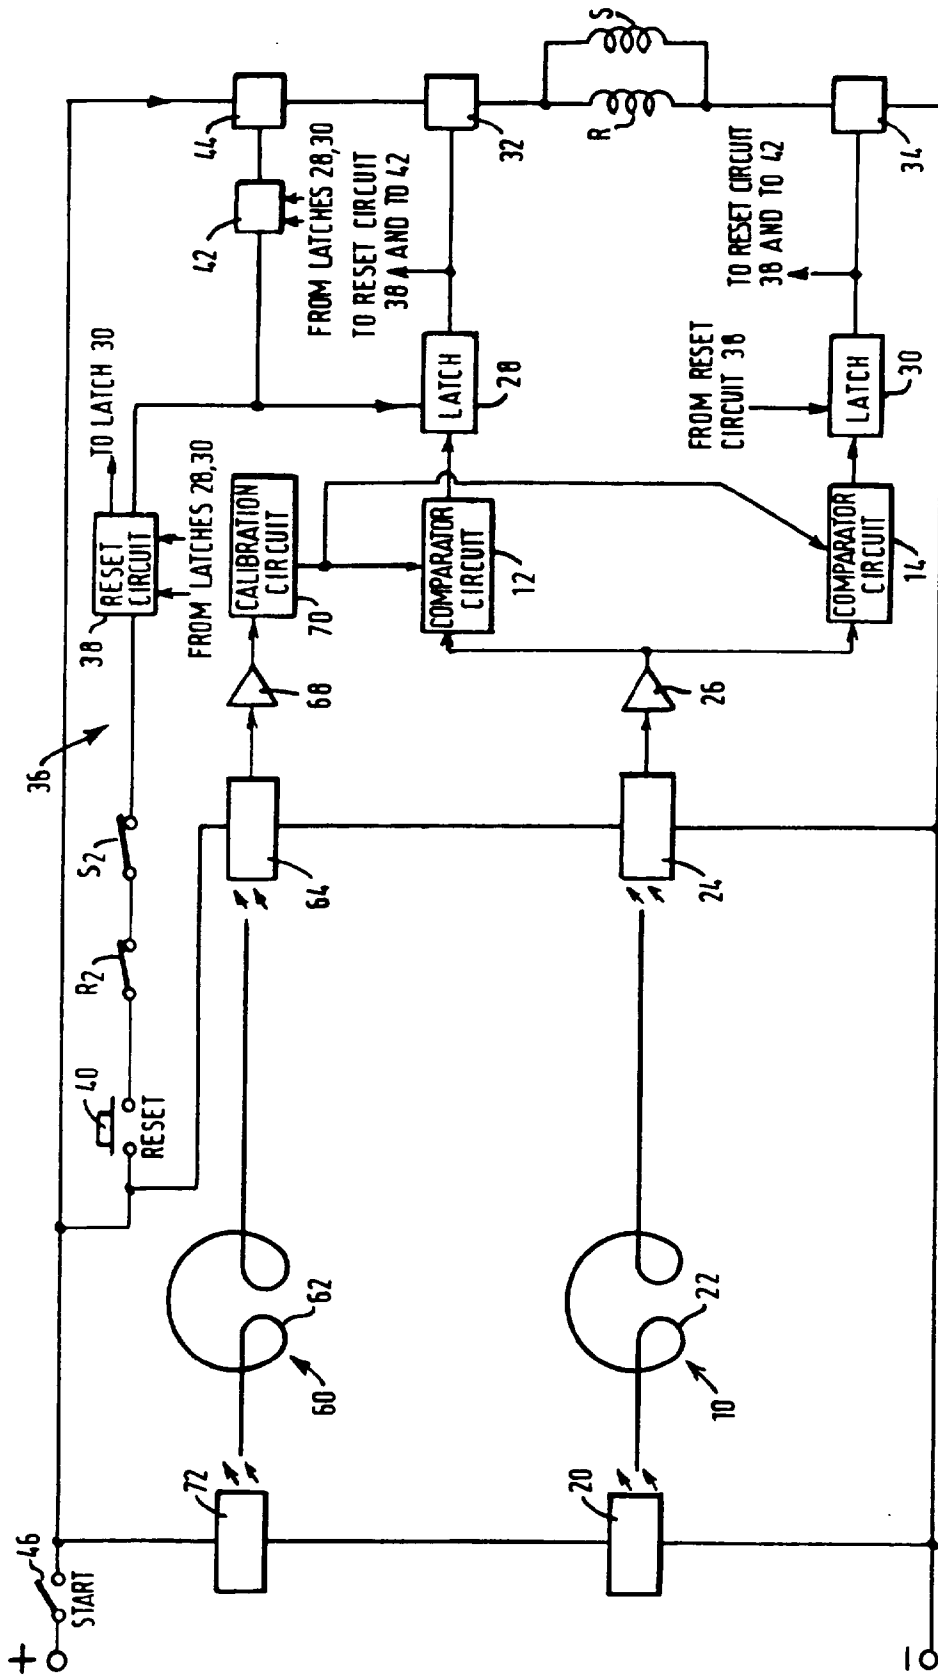 +
46
START
72
20
60
62
10
22
40
RESET
R2
S2
36
38
RESET
CIRCUIT
TO LATCH 30
FROM LATCHES 28,30
64
68
CALIBRATION
CIRCUIT
70
24
26
COMPARATOR
CIRCUIT
12
COMPARATOR
CIRCUIT
14
LATCH
28
FROM RESET
CIRCUIT 38
LATCH
30
42
44
FROM LATCHES 28,30
TO RESET CIRCUIT
38 AND TO 42
32
R
S
TO RESET CIRCUIT
38 AND TO 42
34
−